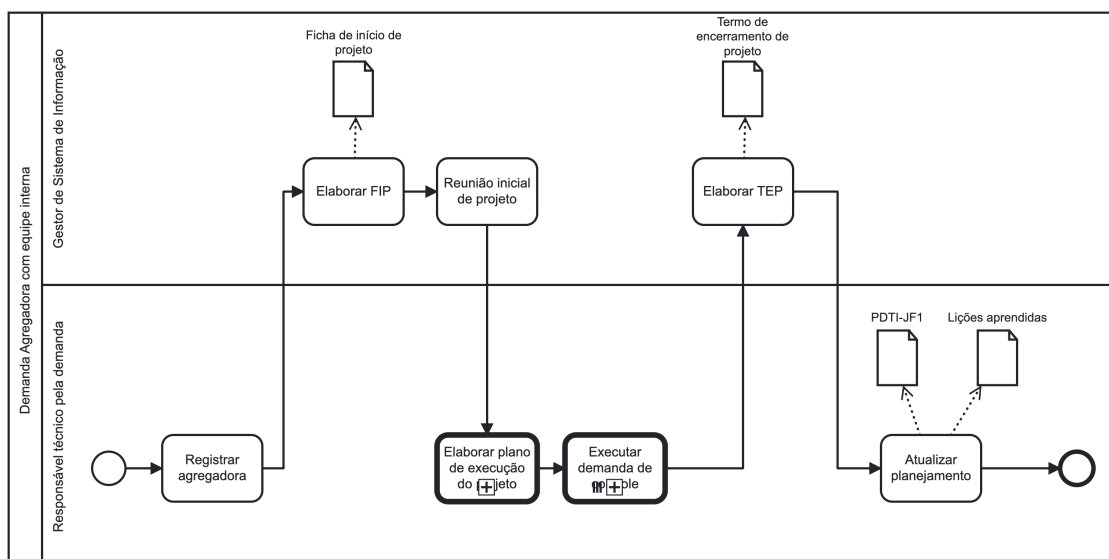 Demanda Agregadora com equipe interna
Gestor de Sistema de Informação
Ficha de início de
projeto
Termo de
encerramento de
projeto
Elaborar FIP
Reunião inicial
de projeto
Elaborar TEP
Responsável técnico pela demanda
PDTI-JF1
Lições aprendidas
Registrar
agregadora
Elaborar plano
de execução
do projeto
Executar
demanda de
Atualizar
planejamento